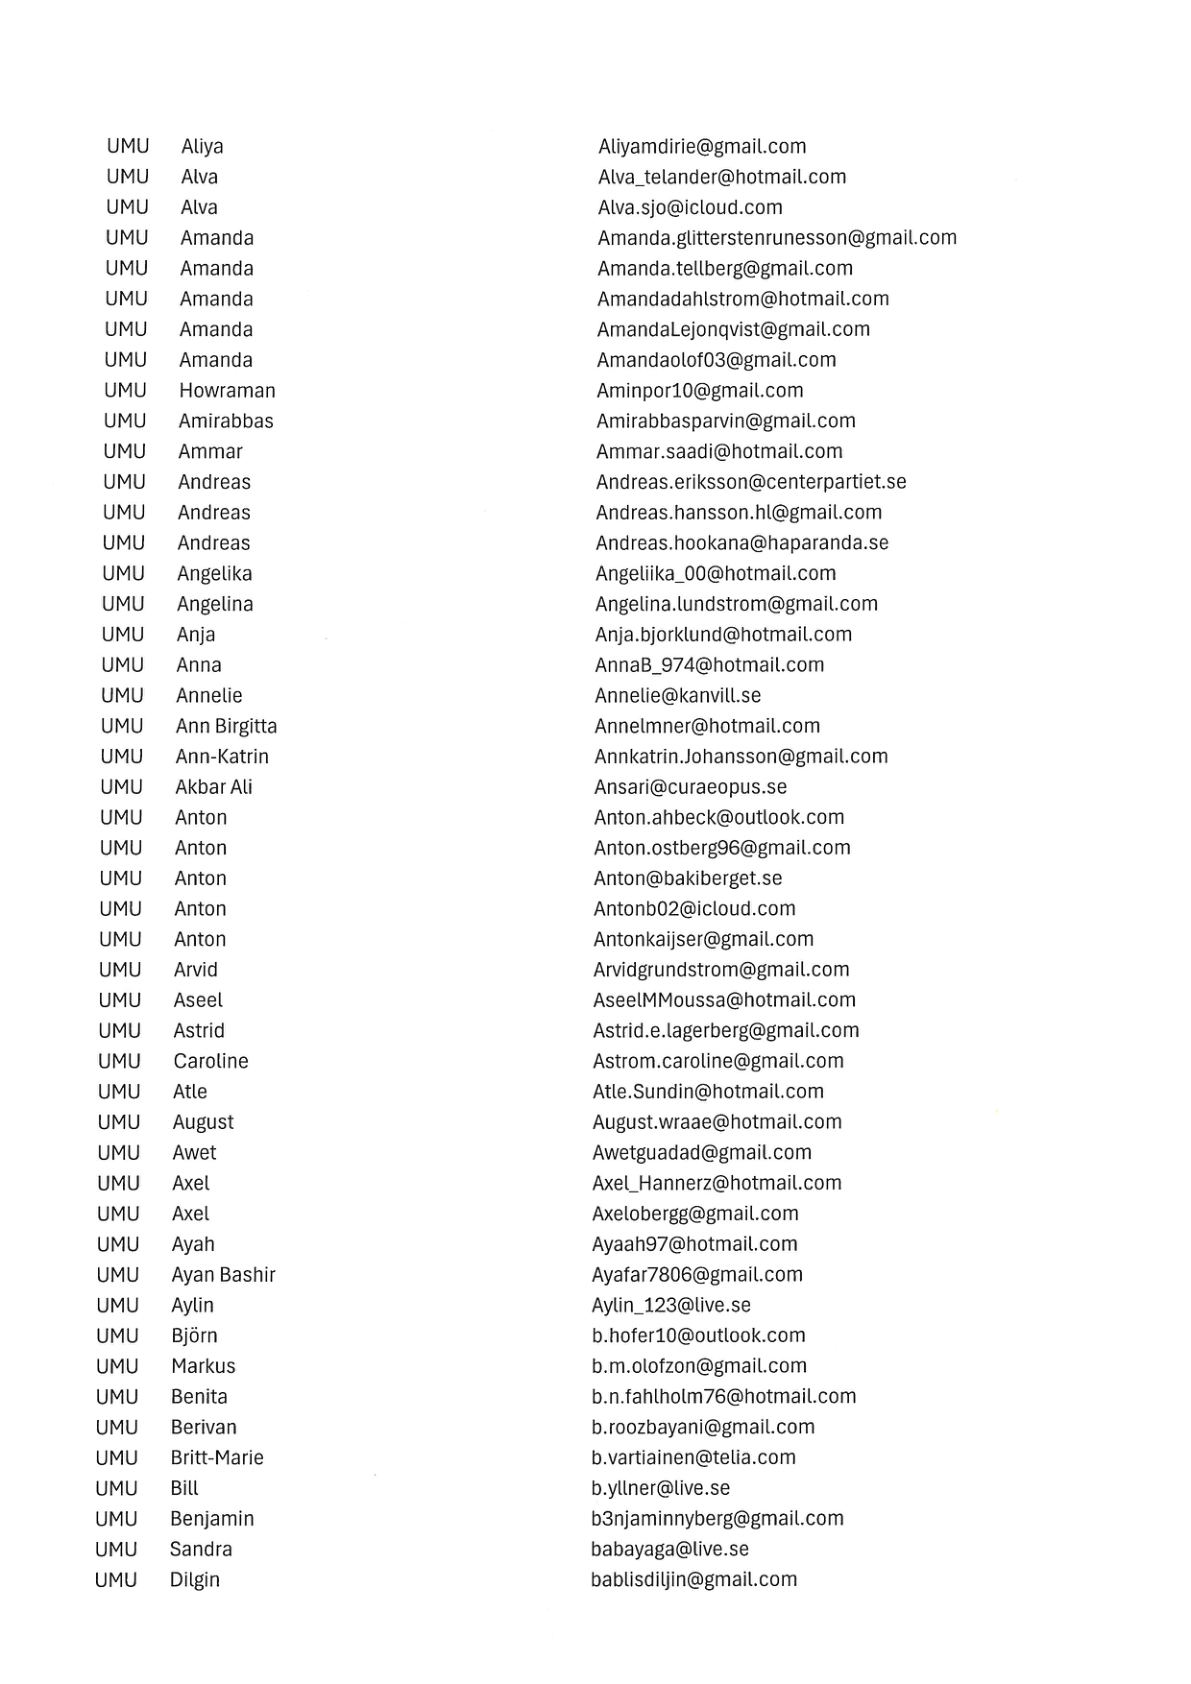 UMU Aliya Aliyamdirie@gmail.com
UMU Alva Alva_telander@hotmail.com
UMU Alva Alva.sjo@icloud.com
UMU Amanda Amanda.glitterstenrunesson@gmail.com
UMU Amanda Amanda.tellberg@gmail.com
UMU Amanda Amandadahlstrom@hotmail.com
UMU Amanda AmandaLejonqvist@gmail.com
UMU Amanda Amandaolof03@gmail.com
UMU Howraman Aminpor10@gmail.com
UMU Amirabbas Amirabbasparvin@gmail.com
UMU Ammar Ammar.saadi@hotmail.com
UMU Andreas Andreas.eriksson@centerpartiet.se
UMU Andreas Andreas.hansson.hl@gmail.com
UMU Andreas Andreas.hookana@haparanda.se
UMU Angelika Angeliika_00@hotmail.com
UMU Angelina Angelina.lundstrom@gmail.com
UMU Anja Anja.bjorklund@hotmail.com
UMU Anna AnnaB_974@hotmail.com
UMU Annelie Annelie@kanvill.se
UMU Ann Birgitta Annelmner@hotmail.com
UMU Ann-Katrin Annkatrin.Johansson@gmail.com
UMU Akbar Ali Ansari@curaeopus.se
UMU Anton Anton.ahbeck@outlook.com
UMU Anton Anton.ostberg96@gmail.com
UMU Anton Anton@bakiberget.se
UMU Anton Antonb02@icloud.com
UMU Anton Antonkaijser@gmail.com
UMU Arvid Arvidgrundstrom@gmail.com
UMU Aseel AseelMMoussa@hotmail.com
UMU Astrid Astrid.e.lagerberg@gmail.com
UMU Caroline Astrom.caroline@gmail.com
UMU Atle Atle.Sundin@hotmail.com
UMU August August.wraae@hotmail.com
UMU Awet Awetguadad@gmail.com
UMU Axel Axel_Hannerz@hotmail.com
UMU Axel Axelobergg@gmail.com
UMU Ayah Ayaah97@hotmail.com
UMU Ayan Bashir Ayafar7806@gmail.com
UMU Aylin Aylin_123@live.se
UMU Björn b.hofer10@outlook.com
UMU Markus b.m.olofzon@gmail.com
UMU Benita b.n.fahlholm76@hotmail.com
UMU Berivan b.roozbayani@gmail.com
UMU Britt-Marie b.vartiainen@telia.com
UMU Bill b.yllner@live.se
UMU Benjamin b3njaminnyberg@gmail.com
UMU Sandra babayaga@live.se
UMU Dilgin bablisdiljin@gmail.com